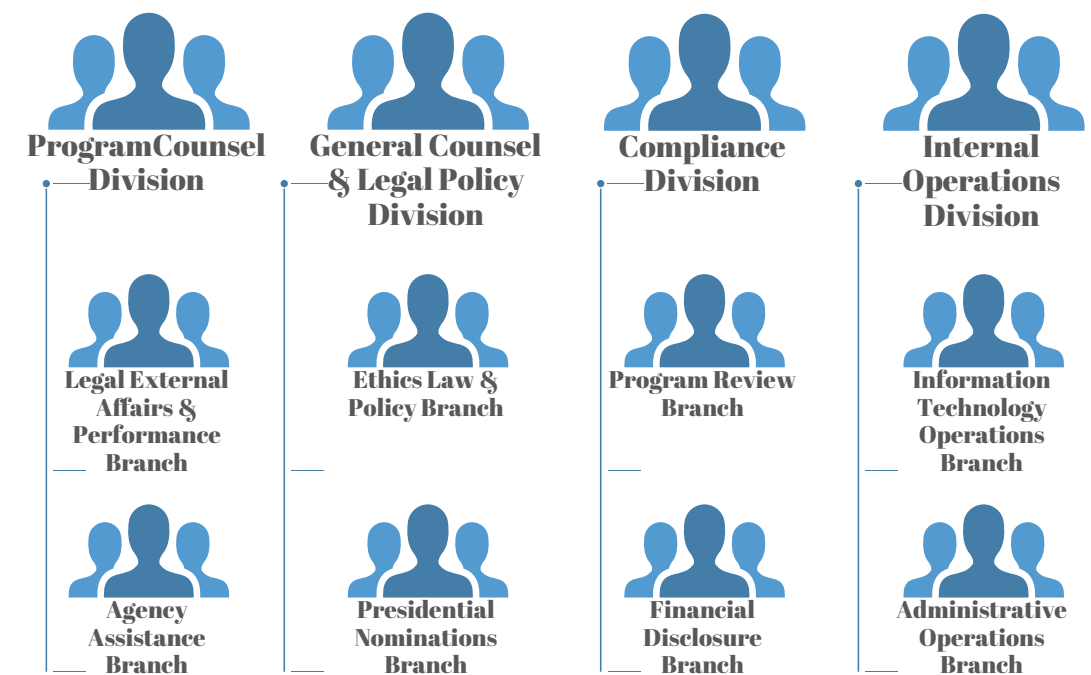 ProgramCounsel
Division
General Counsel
& Legal Policy
Division
Compliance
Division
Internal
Operations
Division
Legal External
Affairs &
Performance
Branch
Ethics Law &
Policy Branch
Program Review
Branch
Information
Technology
Operations
Branch
Agency
Assistance
Branch
Presidential
Nominations
Branch
Financial
Disclosure
Branch
Administrative
Operations
Branch